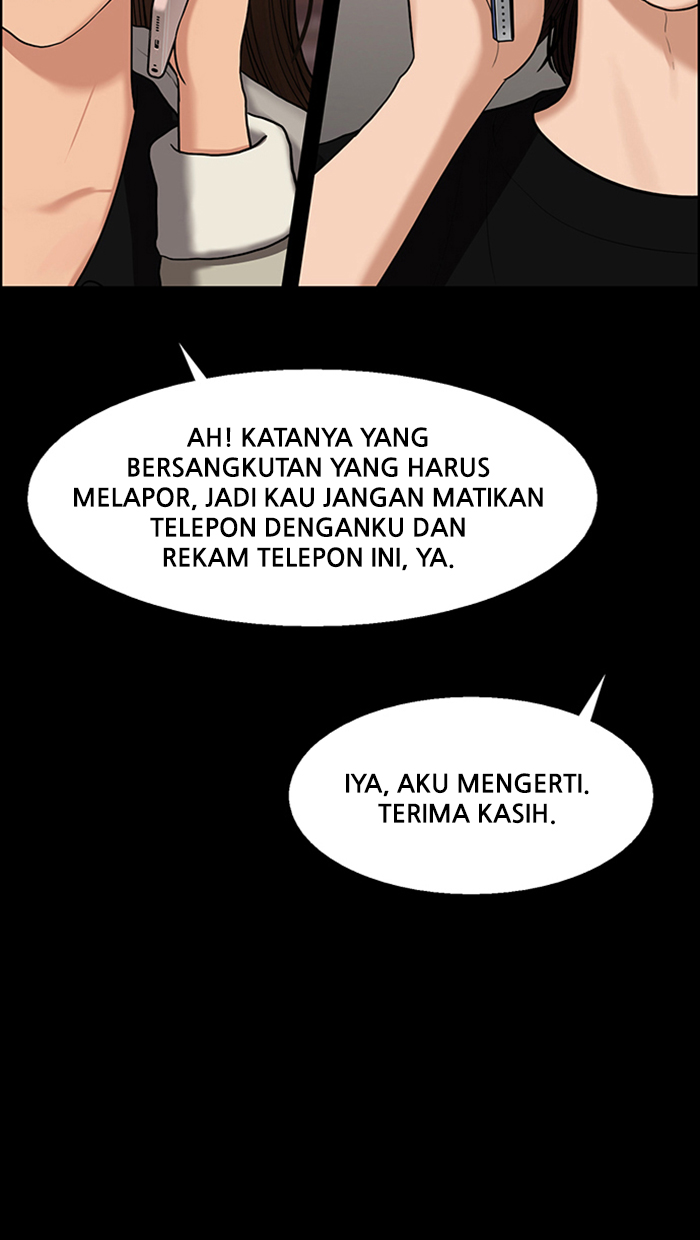 AH! KATANYA YANG
BERSANGKUTAN YANG HARUS
MELAPOR, JADI KAU JANGAN MATIKAN
TELEPON DENGANKU DAN
REKAM TELEPON INI, YA.
IYA, AKU MENGERTI.
TERIMA KASIH.